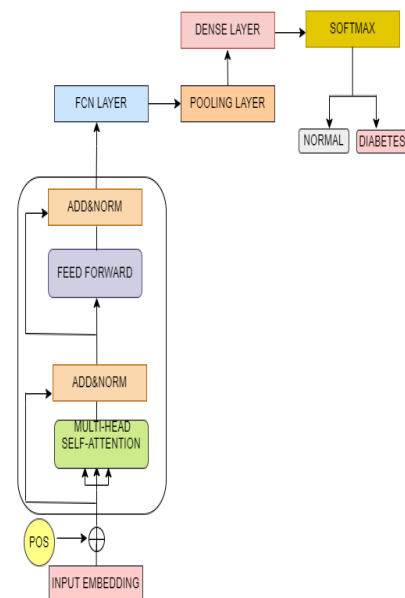 DENSE LAYER
SOFTMAX
FCN LAYER
POOLING LAYER
NORMAL
DIABETES
ADD&NORM
FEED FORWARD
ADD&NORM
MULTI-HEAD
SELF-ATTENTION
POS
INPUT EMBEDDING